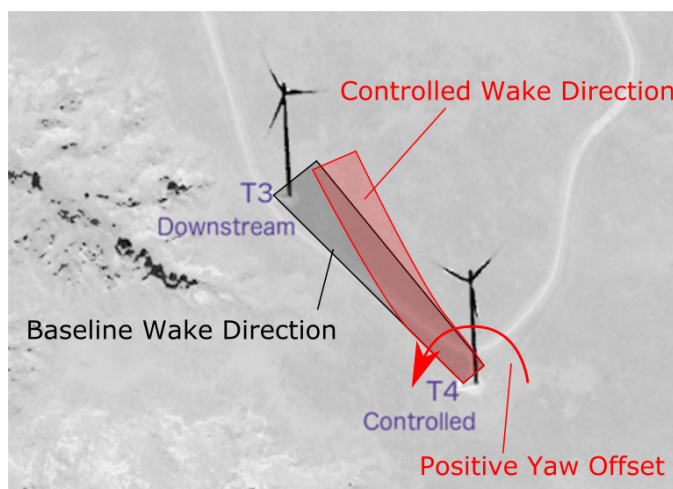 Controlled Wake Direction
T3
Downstream
Baseline Wake Direction
T4
Controlled
Positive Yaw Offset